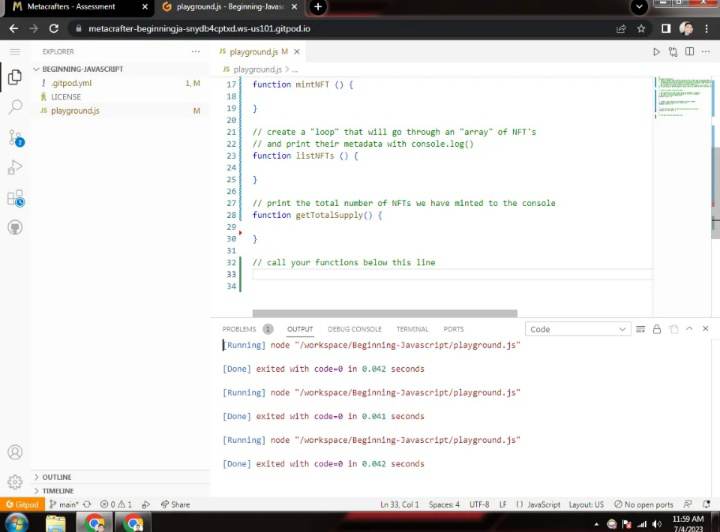 Metacrafters - Assessment
playground.js - Beginning-Javas
metacrafter-beginningja-snydb4cptxd.ws-us101.gitpod.io
EXPLORER
BEGINNING-JAVASCRIPT
.gitpod.yml 1, M
LICENSE
JS playground.js M
OUTLINE
TIMELINE
JS playground.js M
JS playground.js > ...
17 function mintNFT () {
18
19 }
20
21 // create a "loop" that will go through an "array" of NFT's
22 // and print their metadata with console.log()
23 function listNFTs () {
24
25 }
26
27 // print the total number of NFTs we have minted to the console
28 function getTotalSupply() {
29
30 }
31
32 // call your functions below this line
33
34
PROBLEMS 1 OUTPUT DEBUG CONSOLE TERMINAL PORTS Code
[Running] node "/workspace/Beginning-Javascript/playground.js"
[Done] exited with code=0 in 0.042 seconds
[Running] node "/workspace/Beginning-Javascript/playground.js"
[Done] exited with code=0 in 0.041 seconds
[Running] node "/workspace/Beginning-Javascript/playground.js"
[Done] exited with code=0 in 0.042 seconds
Gitpod main* 0 1 Share Ln 33, Col 1 Spaces: 4 UTF-8 LF {} JavaScript Layout: US No open ports
11:59 AM
7/4/2023